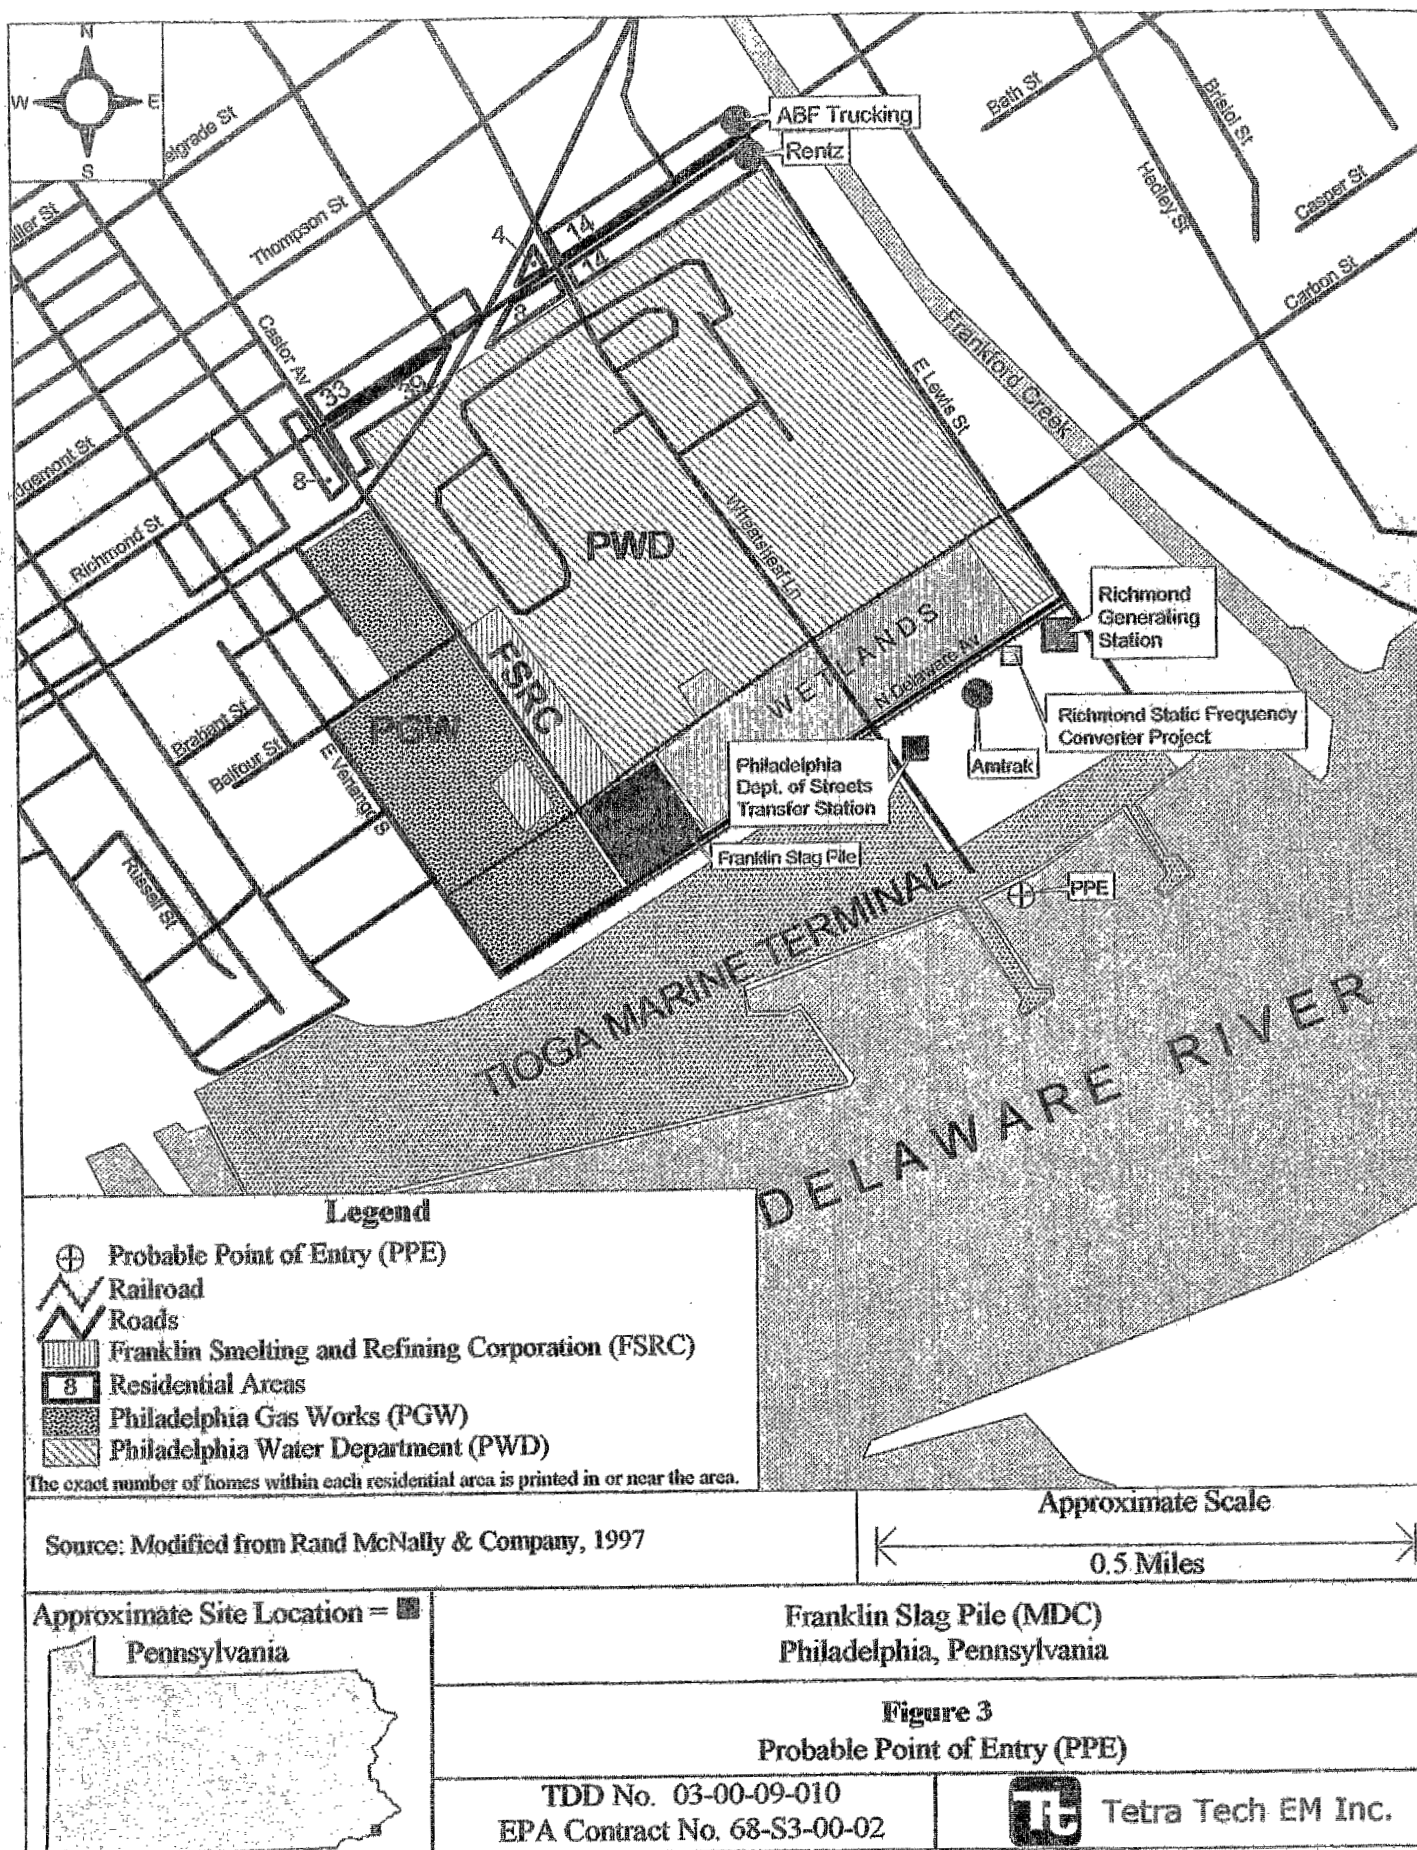 N
W E
S
elgrade St
ller St
Thompson St
Castor Av
dgemont St
Richmond St
Brabant St
Balfour St
E Venango S
Russell St
ABF Trucking
Rentz
Bath St
Bristol St
Hedley St
Casper St
Carbon St
Frankford Creek
E Lewis St
4
14
14
8
33
39
8
PWD
Wheatsheaf Ln
FSRC
PGW
WETLANDS
N Delaware Av
Richmond
Generating
Station
Richmond Static Frequency
Converter Project
Amtrak
Philadelphia
Dept. of Streets
Transfer Station
Franklin Slag Pile
PPE
TIOGA MARINE TERMINAL
DELAWARE RIVER
Legend
Probable Point of Entry (PPE)
Railroad
Roads
Franklin Smelting and Refining Corporation (FSRC)
8 Residential Areas
Philadelphia Gas Works (PGW)
Philadelphia Water Department (PWD)
The exact number of homes within each residential area is printed in or near the area.
Source: Modified from Rand McNally & Company, 1997
Approximate Scale
0.5 Miles
Approximate Site Location =
Pennsylvania
Franklin Slag Pile (MDC)
Philadelphia, Pennsylvania
Figure 3
Probable Point of Entry (PPE)
TDD No. 03-00-09-010
EPA Contract No. 68-S3-00-02
Tt Tetra Tech EM Inc.